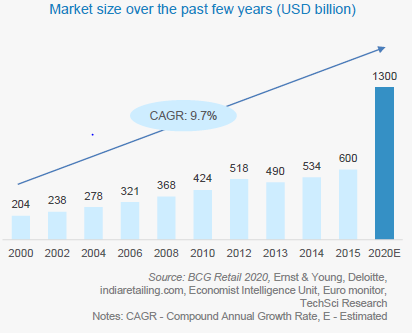 Market size over the past few years (USD billion)
1300
CAGR: 9.7%
600
534
518
490
424
368
321
278
238
204
2000 2002 2004 2006 2008 2010 2012 2013 2014 2015 2020E
Source: BCG Retail 2020, Ernst & Young, Deloitte,
indiaretailing.com, Economist Intelligence Unit, Euro monitor,
TechSci Research
Notes: CAGR - Compound Annual Growth Rate, E - Estimated